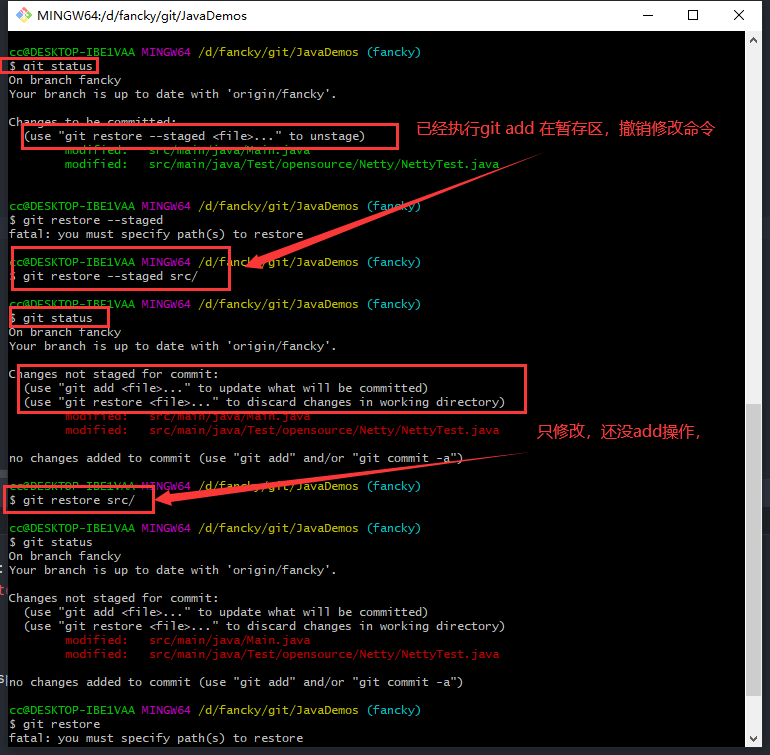 MINGW64:/d/fancky/git/JavaDemos
cc@DESKTOP-IBE1VAA MINGW64 /d/fancky/git/JavaDemos (fancky)
$ git status
On branch fancky
Your branch is up to date with 'origin/fancky'.
Changes to be committed:
(use "git restore --staged <file>..." to unstage)
已经执行git add 在暂存区，撤销修改命令
modified: src/main/java/Main.java
modified: src/main/java/Test/opensource/Netty/NettyTest.java
cc@DESKTOP-IBE1VAA MINGW64 /d/fancky/git/JavaDemos (fancky)
$ git restore --staged
fatal: you must specify path(s) to restore
cc@DESKTOP-IBE1VAA MINGW64 /d/fancky/git/JavaDemos (fancky)
$ git restore --staged src/
cc@DESKTOP-IBE1VAA MINGW64 /d/fancky/git/JavaDemos (fancky)
$ git status
On branch fancky
Your branch is up to date with 'origin/fancky'.
Changes not staged for commit:
(use "git add <file>..." to update what will be committed)
(use "git restore <file>..." to discard changes in working directory)
modified: src/main/java/Main.java
modified: src/main/java/Test/opensource/Netty/NettyTest.java
只修改，还没add操作，
no changes added to commit (use "git add" and/or "git commit -a")
cc@DESKTOP-IBE1VAA MINGW64 /d/fancky/git/JavaDemos (fancky)
$ git restore src/
cc@DESKTOP-IBE1VAA MINGW64 /d/fancky/git/JavaDemos (fancky)
$ git status
On branch fancky
Your branch is up to date with 'origin/fancky'.
Changes not staged for commit:
(use "git add <file>..." to update what will be committed)
(use "git restore <file>..." to discard changes in working directory)
modified: src/main/java/Main.java
modified: src/main/java/Test/opensource/Netty/NettyTest.java
no changes added to commit (use "git add" and/or "git commit -a")
cc@DESKTOP-IBE1VAA MINGW64 /d/fancky/git/JavaDemos (fancky)
$ git restore
fatal: you must specify path(s) to restore